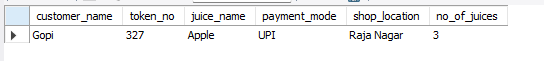 customer_name token_no juice_name payment_mode shop_location no_of_juices
Gopi 327 Apple UPI Raja Nagar 3